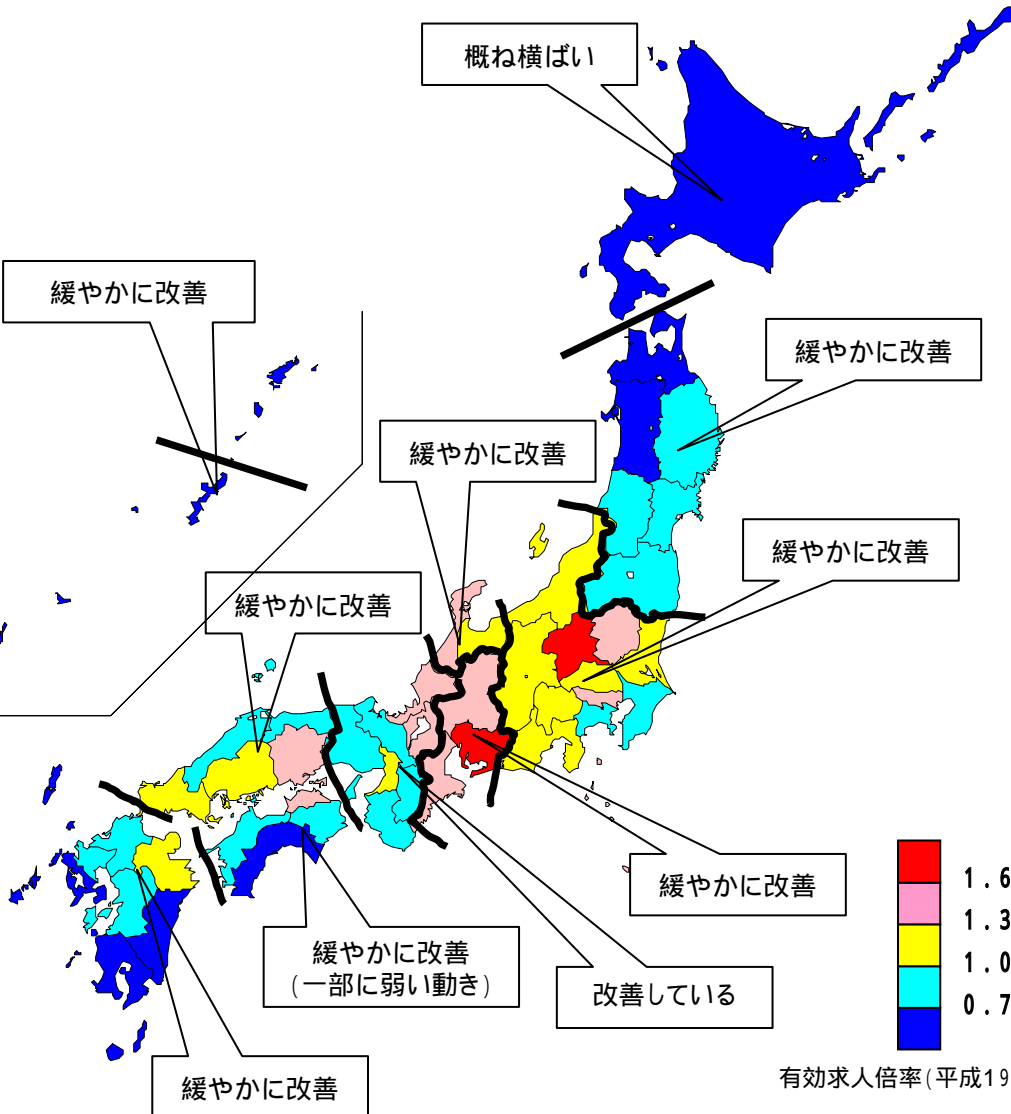 概ね横ばい
緩やかに改善
緩やかに改善
緩やかに改善
緩やかに改善
緩やかに改善
緩やかに改善
緩やかに改善
(一部に弱い動き)
改善している
緩やかに改善
1.6
1.3
1.0
0.7
有効求人倍率(平成19